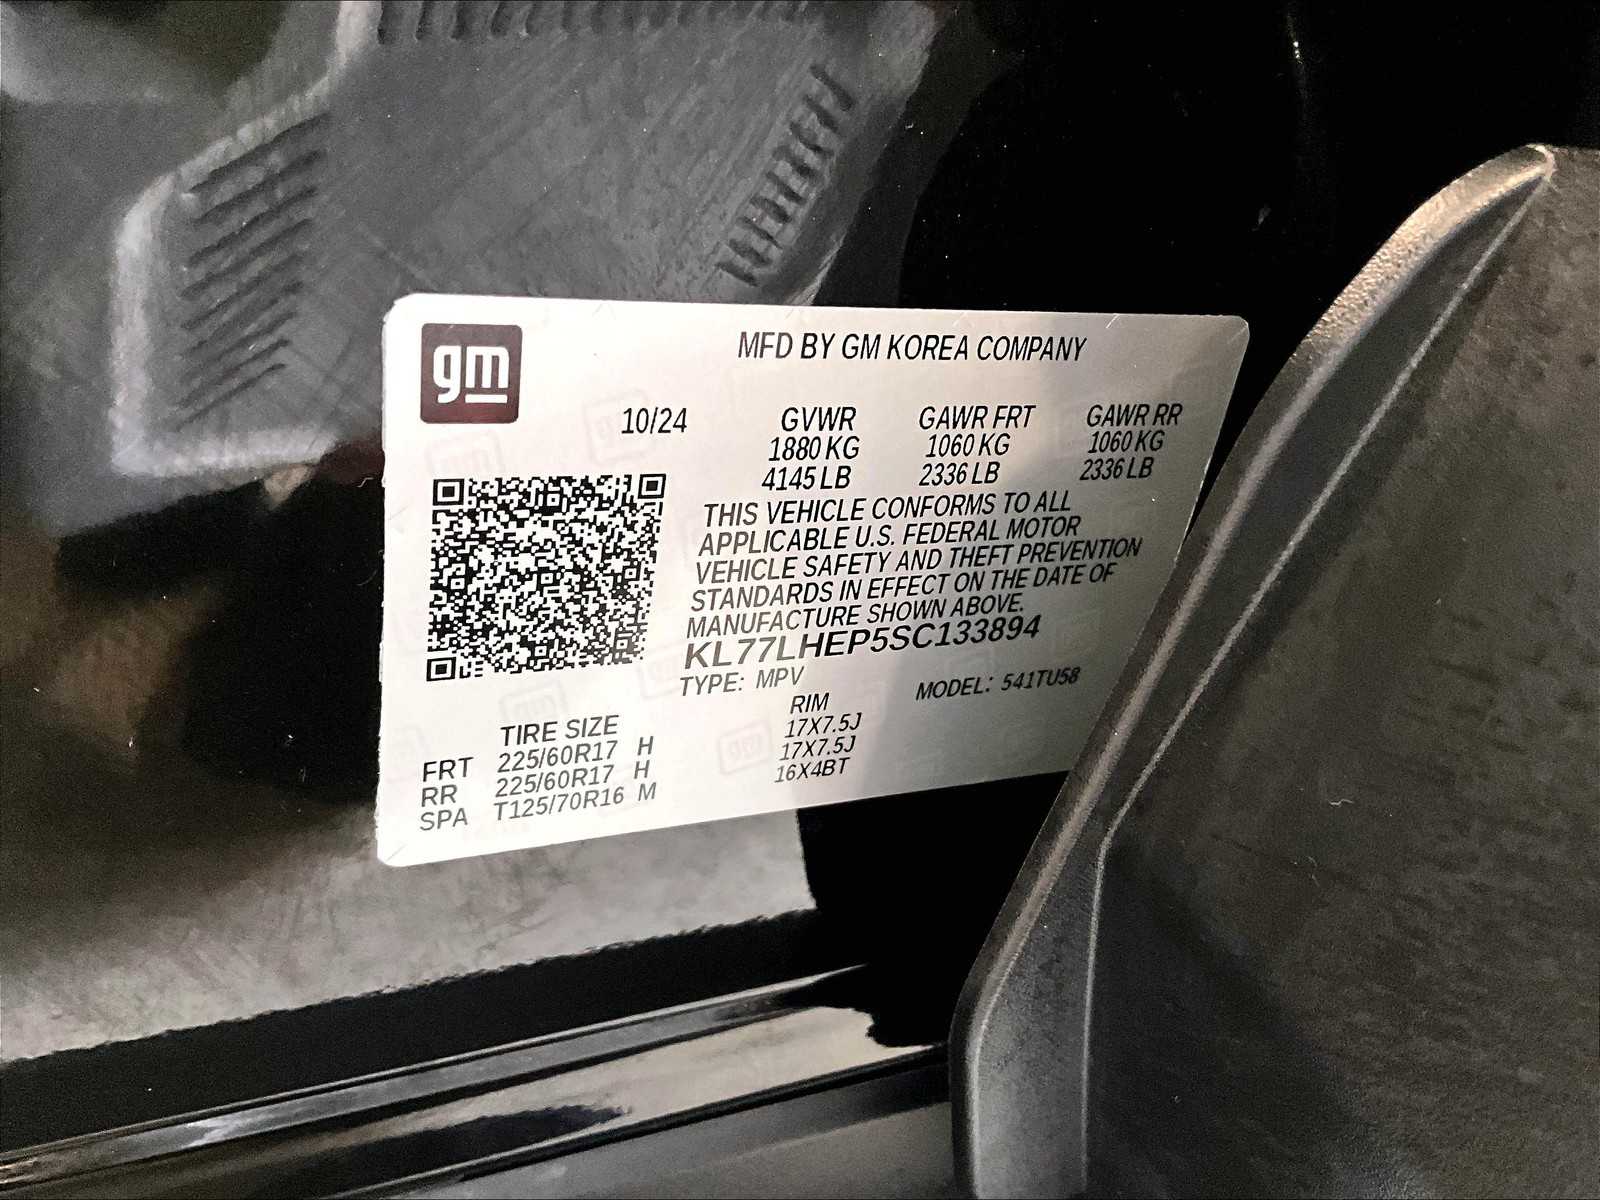 gm
MFD BY GM KOREA COMPANY
10/24 GVWR GAWR FRT GAWR RR
1880 KG 1060 KG 1060 KG
4145 LB 2336 LB 2336 LB
THIS VEHICLE CONFORMS TO ALL
APPLICABLE U.S. FEDERAL MOTOR
VEHICLE SAFETY AND THEFT PREVENTION
STANDARDS IN EFFECT ON THE DATE OF
MANUFACTURE SHOWN ABOVE.
KL77LHEP5SC133894
TYPE: MPV MODEL: 541TU58
TIRE SIZE RIM
FRT 225/60R17 H 17X7.5J
RR 225/60R17 H 17X7.5J
SPA T125/70R16 M 16X4BT